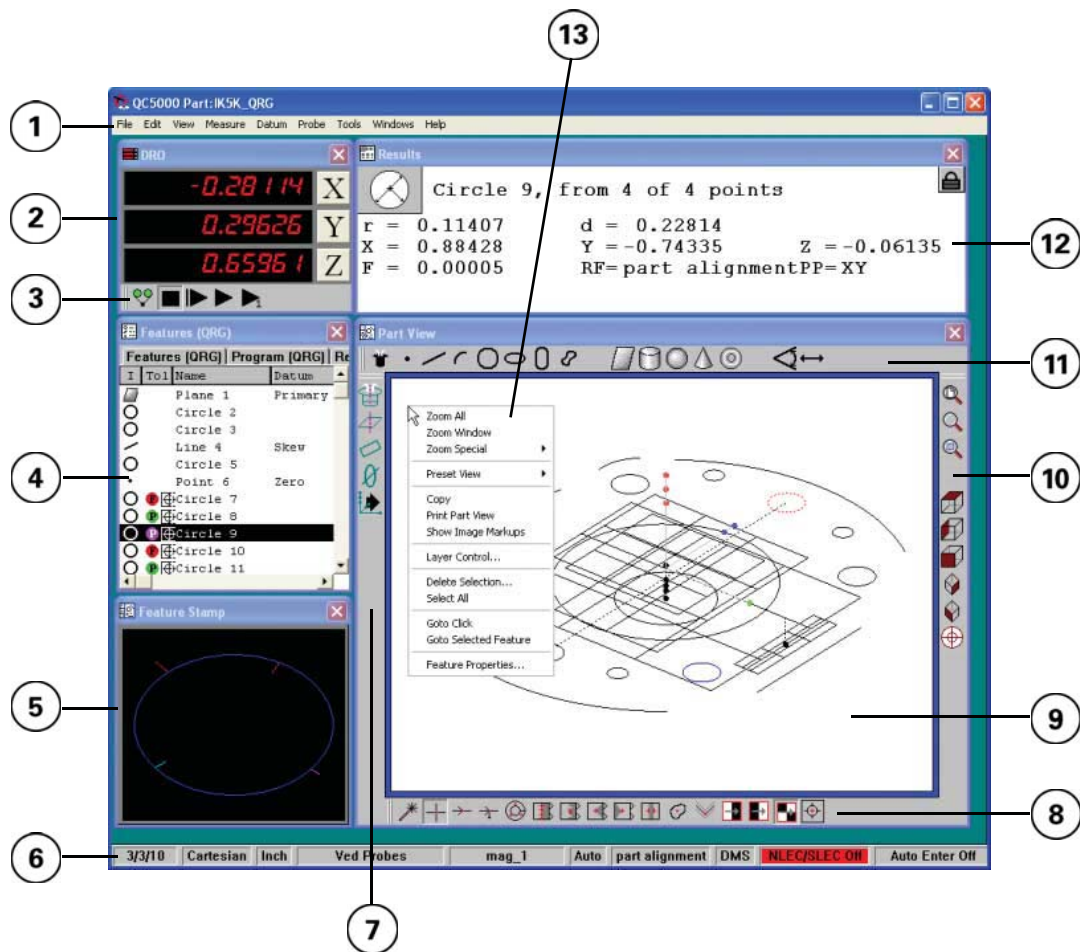 13
QC5000 Part:IK5K_QRG
1
File Edit View Measure Datum Probe Tools Windows Help
DRO
2
-0.28114 X
0.29626 Y
0.65961 Z
3
1
Results
Circle 9, from 4 of 4 points
r = 0.11407 d = 0.22814
X = 0.88428 Y =-0.74335 Z =-0.06135
F = 0.00005 RF=part alignmentPP=XY
12
Features (QRG)
Features (QRG) Program (QRG) Re
I Tol Name Datum
Plane 1 Primary
Circle 2
Circle 3
Line 4 Skew
Circle 5
4
Point 6 Zero
P Circle 7
P Circle 8
P Circle 9
P Circle 10
P Circle 11
Part View
11
Zoom All
Zoom Window
Zoom Special
Preset View
Copy
Print Part View
Show Image Markups
Layer Control...
Delete Selection...
Select All
Goto Click
Goto Selected Feature
Feature Properties...
10
Feature Stamp
5
9
8
6
3/3/10 Cartesian Inch Ved Probes mag_1 Auto part alignment DMS NLEC/SLEC Off Auto Enter Off
7